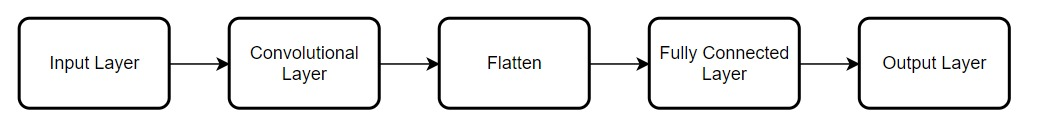 Input Layer
Convolutional
Layer
Flatten
Fully Connected
Layer
Output Layer